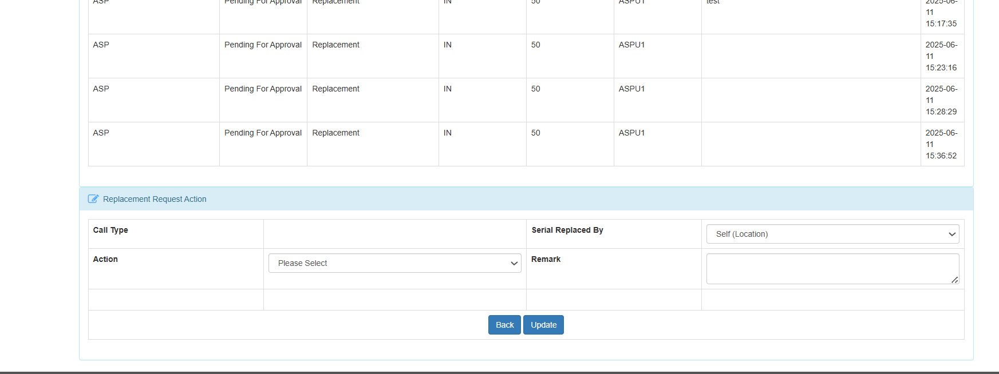 ASP Pending For Approval Replacement IN 50 ASPU1 test 2025-06-
11
15:17:35
ASP Pending For Approval Replacement IN 50 ASPU1 2025-06-
11
15:23:16
ASP Pending For Approval Replacement IN 50 ASPU1 2025-06-
11
15:28:29
ASP Pending For Approval Replacement IN 50 ASPU1 2025-06-
11
15:36:52
Replacement Request Action
Call Type Serial Replaced By Self (Location)
Action Please Select Remark
Back Update